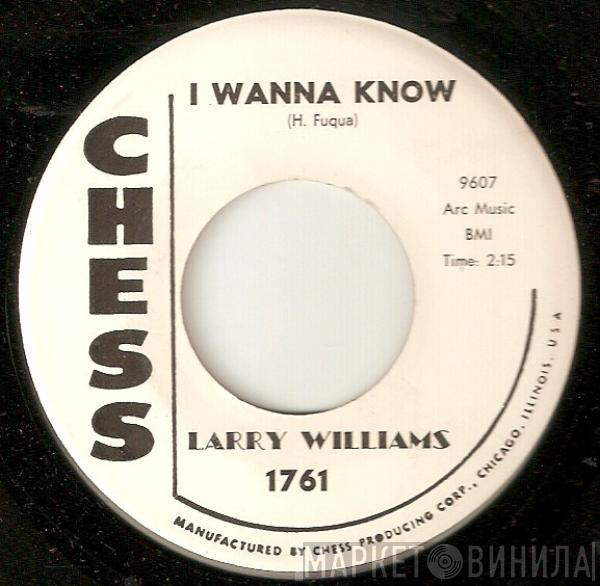 CHESS
I WANNA KNOW
(H. Fuqua)
9607
Arc Music
BMI
Time: 2:15
LARRY WILLIAMS
1761
MANUFACTURED BY CHESS PRODUCING CORP., CHICAGO, ILLINOIS, USA
МАРКЕТ ВИНИЛА